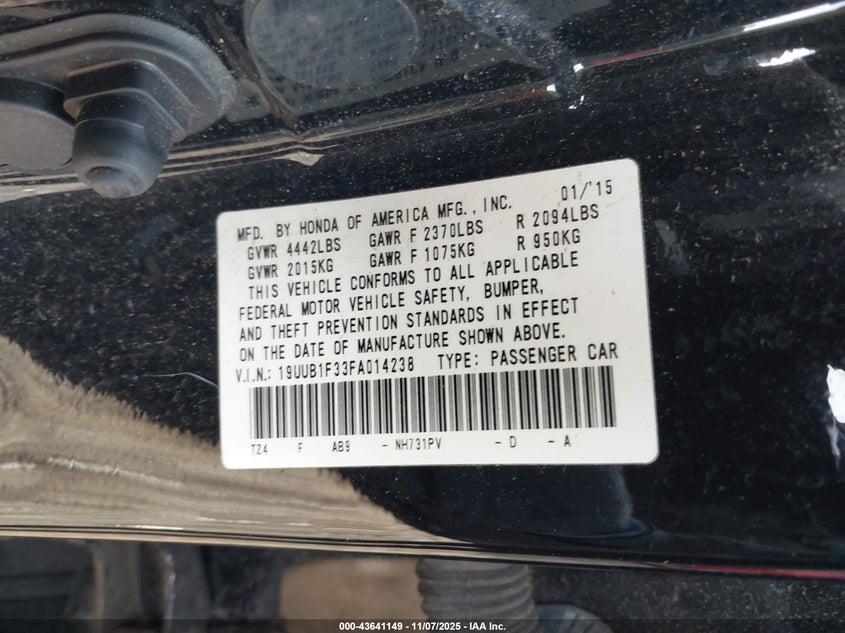 MFD. BY HONDA OF AMERICA MFG., INC. 01/'15
GVWR 4442LBS GAWR F 2370LBS R 2094LBS
GVWR 2015KG GAWR F 1075KG R 950KG
THIS VEHICLE CONFORMS TO ALL APPLICABLE
FEDERAL MOTOR VEHICLE SAFETY, BUMPER,
AND THEFT PREVENTION STANDARDS IN EFFECT
ON THE DATE OF MANUFACTURE SHOWN ABOVE.
V.I.N.: 19UUB1F33FA014238 TYPE: PASSENGER CAR
TZ4 F AB9 - NH731PV - D - A
000-43641149 - 11/07/2025 - IAA Inc.